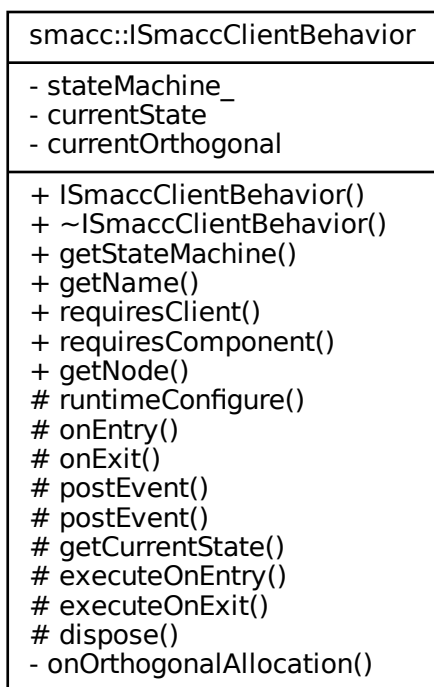 smacc::ISmaccClientBehavior
- stateMachine_
- currentState
- currentOrthogonal
+ ISmaccClientBehavior()
+ ~ISmaccClientBehavior()
+ getStateMachine()
+ getName()
+ requiresClient()
+ requiresComponent()
+ getNode()
# runtimeConfigure()
# onEntry()
# onExit()
# postEvent()
# postEvent()
# getCurrentState()
# executeOnEntry()
# executeOnExit()
# dispose()
- onOrthogonalAllocation()